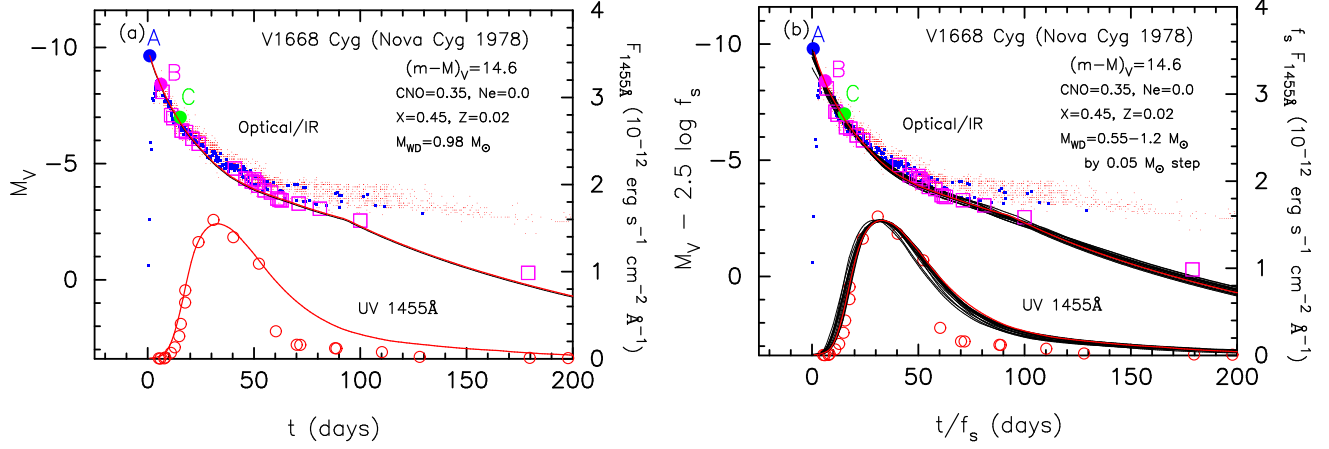 (a)
A
B
C
V1668 Cyg (Nova Cyg 1978)
(m−M)V=14.6
CNO=0.35, Ne=0.0
X=0.45, Z=0.02
MWD=0.98 M⊙
Optical/IR
UV 1455Å
−10
−5
0
MV
4
3
2
1
0
F1455Å (10−12 erg s−1 cm−2 Å−1)
0
50
100
150
200
t (days)
(b)
A
B
C
V1668 Cyg (Nova Cyg 1978)
(m−M)V=14.6
CNO=0.35, Ne=0.0
X=0.45, Z=0.02
MWD=0.55−1.2 M⊙
by 0.05 M⊙ step
Optical/IR
UV 1455Å
−10
−5
0
MV − 2.5 log fs
4
3
2
1
0
fs F1455Å (10−12 erg s−1 cm−2 Å−1)
0
50
100
150
200
t/fs (days)